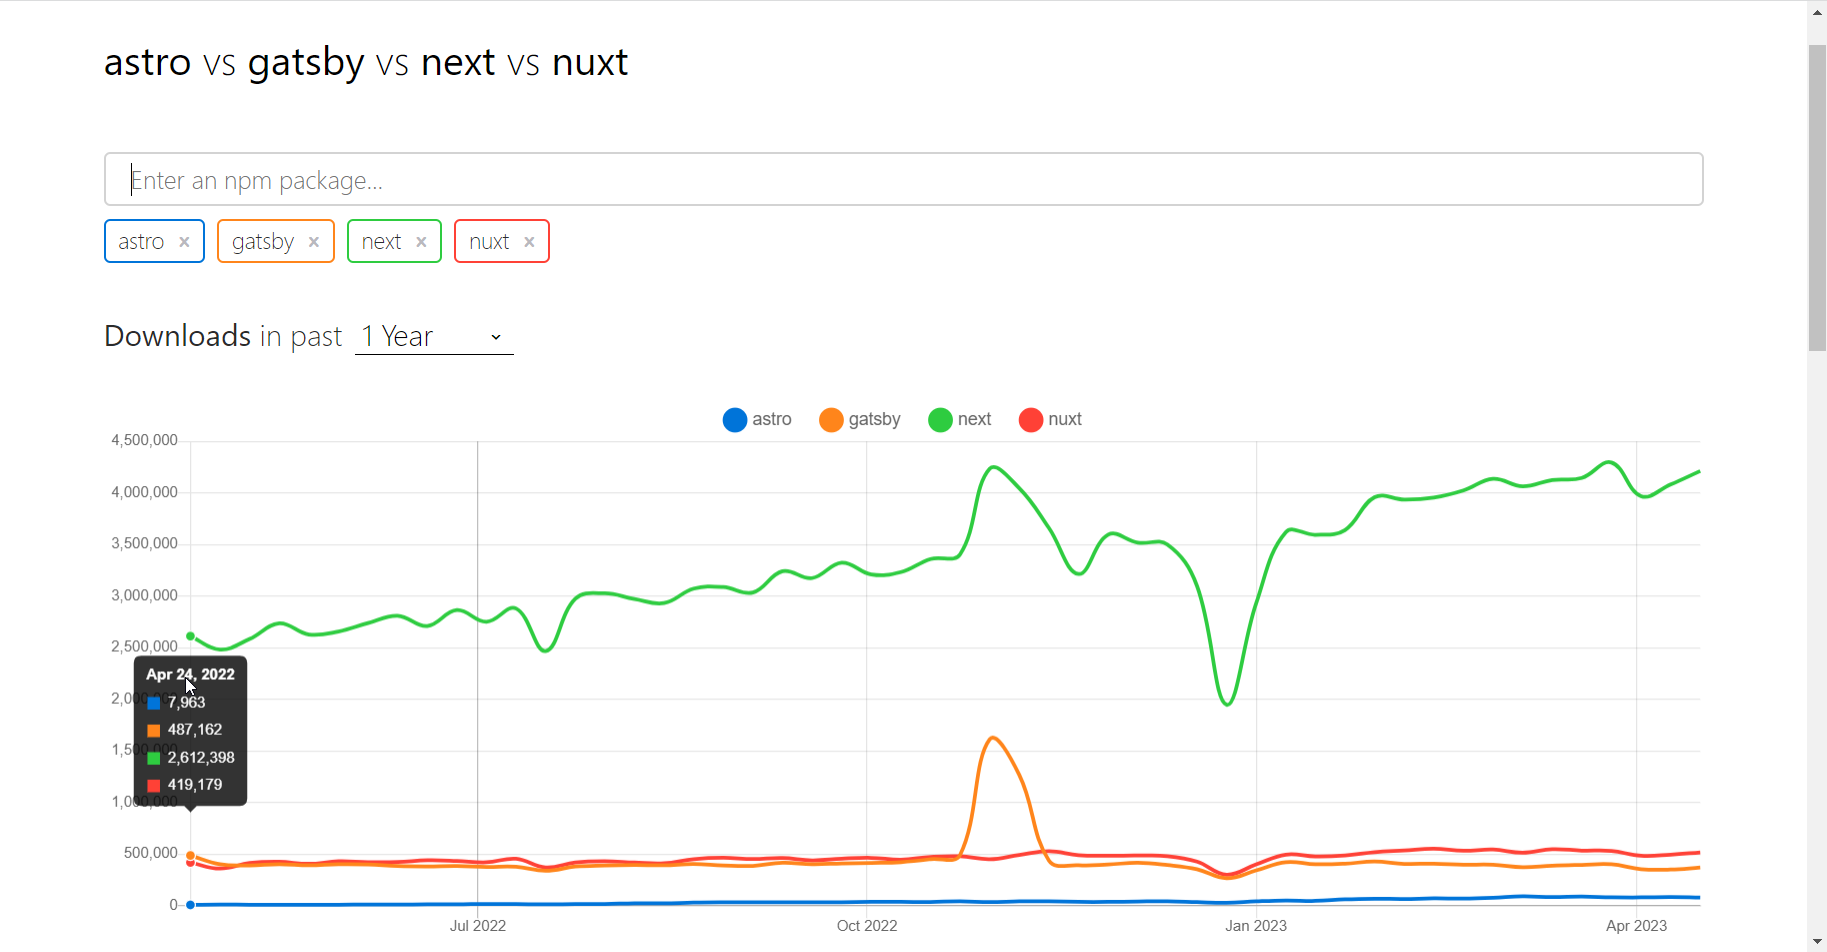 astro vs gatsby vs next vs nuxt
Enter an npm package...
astro × gatsby × next × nuxt ×
Downloads in past 1 Year
astro gatsby next nuxt
4,500,000
4,000,000
3,500,000
3,000,000
2,500,000
Apr 24, 2022
7,963
487,162
2,612,398
419,179
500,000
0
Jul 2022 Oct 2022 Jan 2023 Apr 2023